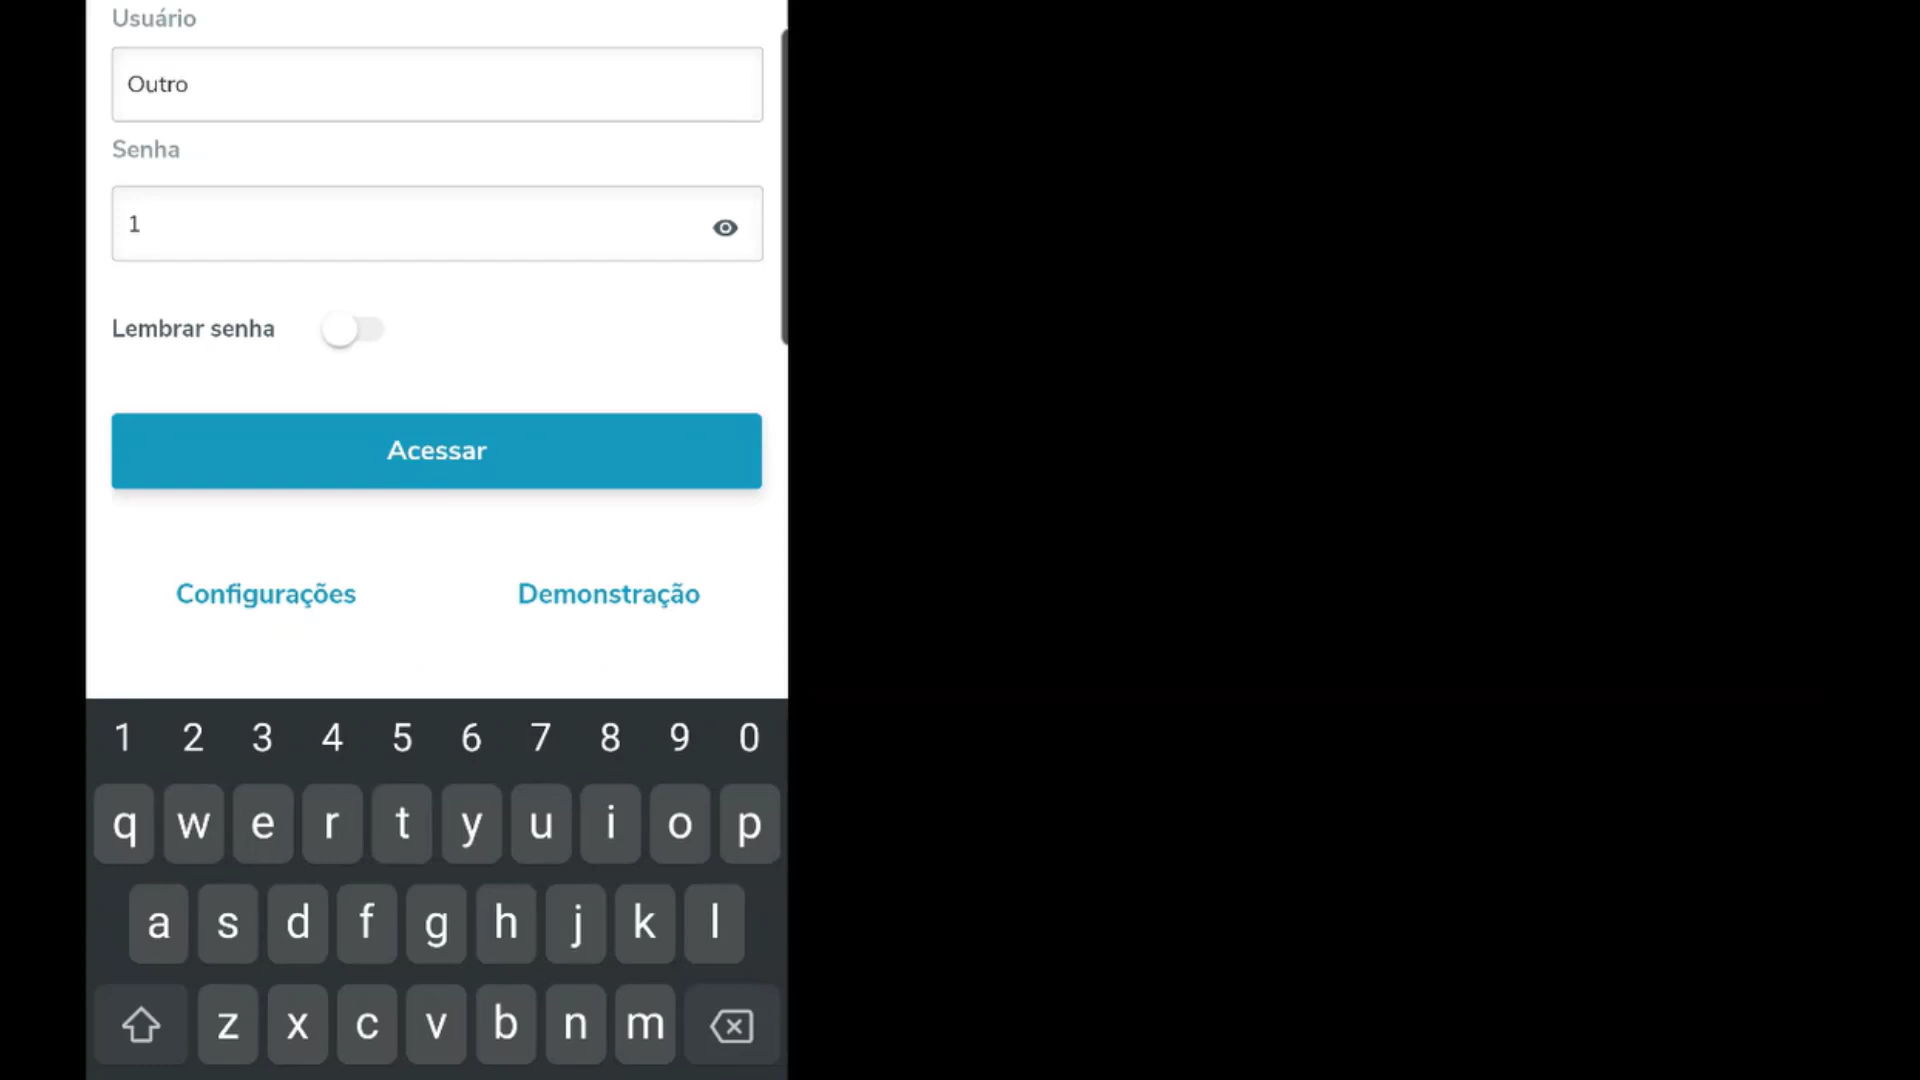 Usuário
Outro
Senha
1
Lembrar senha
Acessar
Configurações Demonstração
1 2 3 4 5 6 7 8 9 0
q w e r t y u i o p
a s d f g h j k l
z x c v b n m